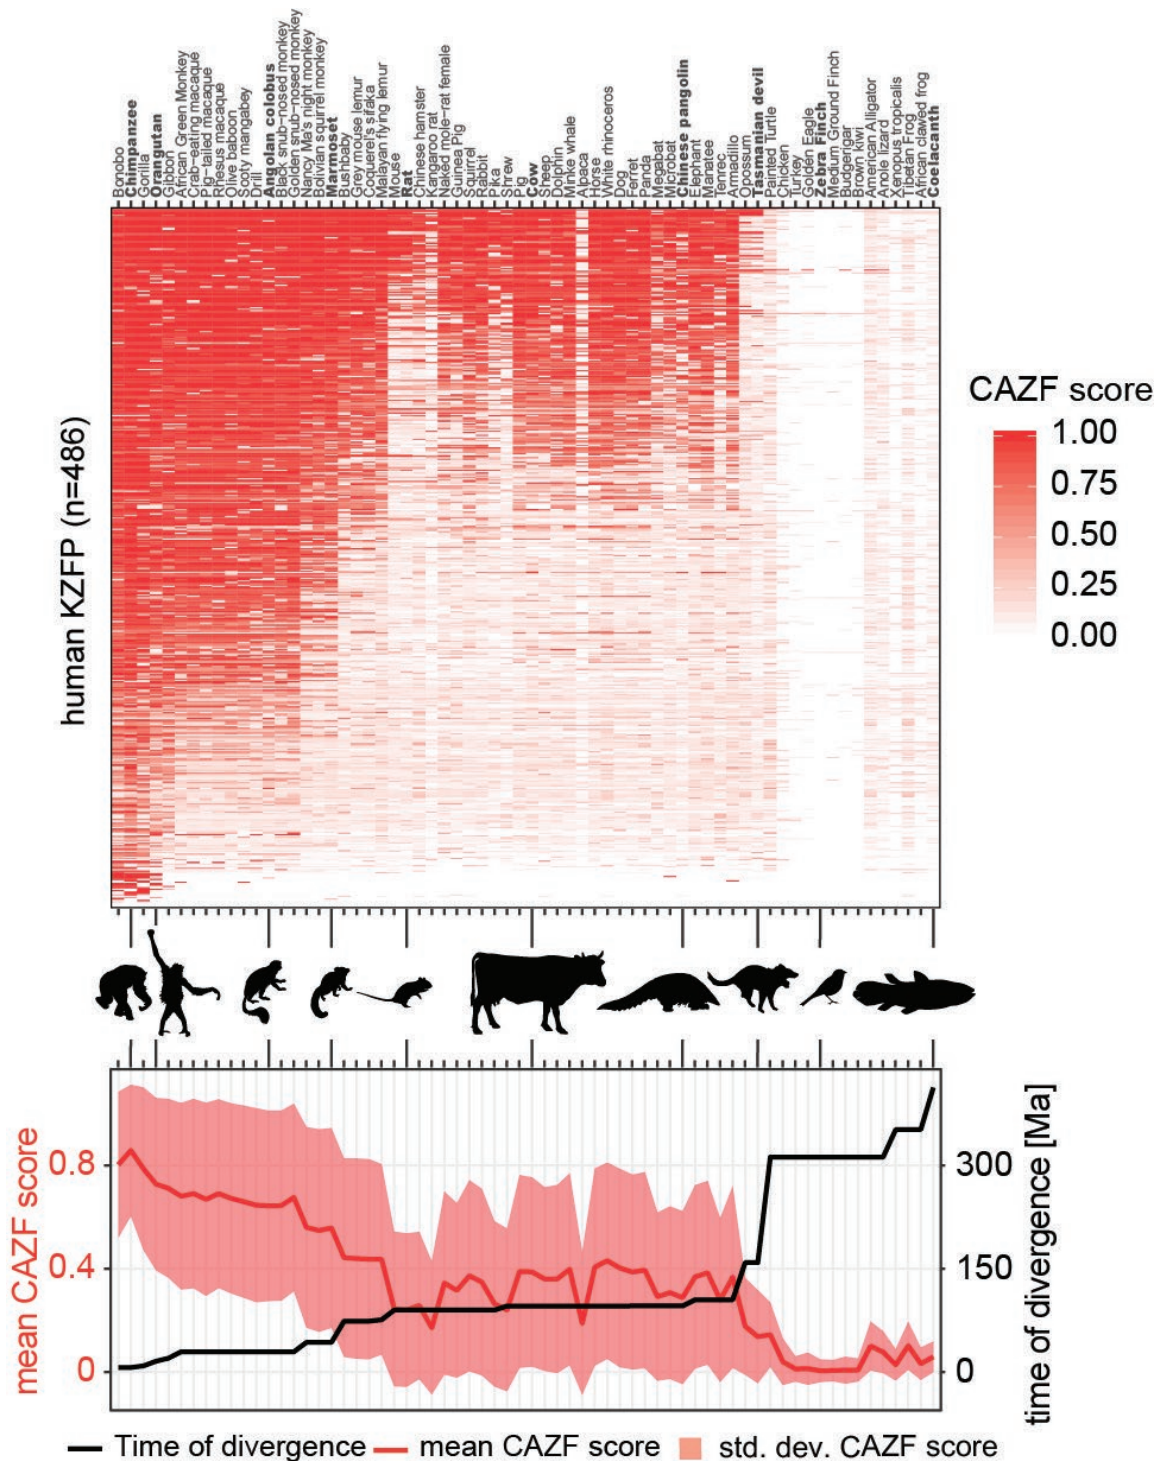 Bonobo
Chimpanzee
Gorilla
Orangutan
Gibbon
African Green Monkey
Crab-eating macaque
Pig-tailed macaque
Rhesus macaque
Olive baboon
Sooty mangabey
Drill
Angolan colobus
Black snub-nosed monkey
Golden snub-nosed monkey
Nancy Ma's night monkey
Bolivian squirrel monkey
Marmoset
Bushbaby
Grey mouse lemur
Coquerel's sifaka
Malayan flying lemur
Mouse
Rat
Chinese hamster
Kangaroo rat
Naked mole-rat female
Guinea Pig
Squirrel
Rabbit
Pika
Shrew
Pig
Cow
Sheep
Dolphin
Minke whale
Alpaca
Horse
White rhinoceros
Dog
Ferret
Panda
Megabat
Microbat
Chinese pangolin
Elephant
Manatee
Tenrec
Armadillo
Opossum
Tasmanian devil
Painted Turtle
Chicken
Turkey
Golden Eagle
Zebra Finch
Medium Ground Finch
Budgerigar
Brown kiwi
American Alligator
Anole lizard
Xenopus tropicalis
Tibetan Frog
African clawed frog
Coelacanth
human KZFP (n=486)
CAZF score
1.00
0.75
0.50
0.25
0.00
mean CAZF score
0.8
0.4
0
300
150
0
time of divergence [Ma]
Time of divergence
mean CAZF score
std. dev. CAZF score